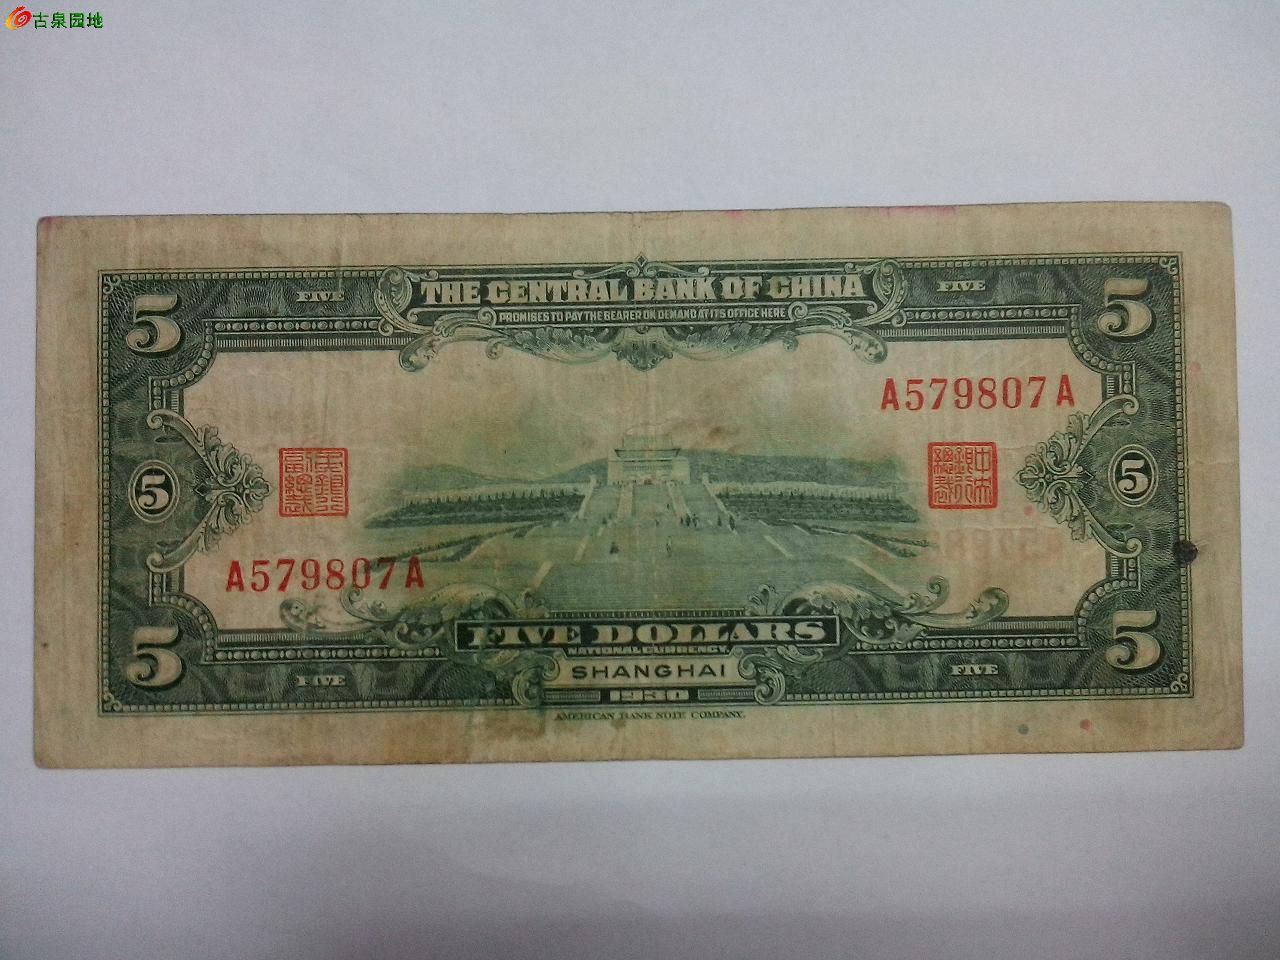 古泉园地
5 FIVE THE CENTRAL BANK OF CHINA FIVE 5
PROMISES TO PAY THE BEARER ON DEMAND AT ITS OFFICE HERE
A579807A
5 5
A579807A
FIVE DOLLARS
NATIONAL CURRENCY
5 FIVE SHANGHAI FIVE 5
1930
AMERICAN BANK NOTE COMPANY.